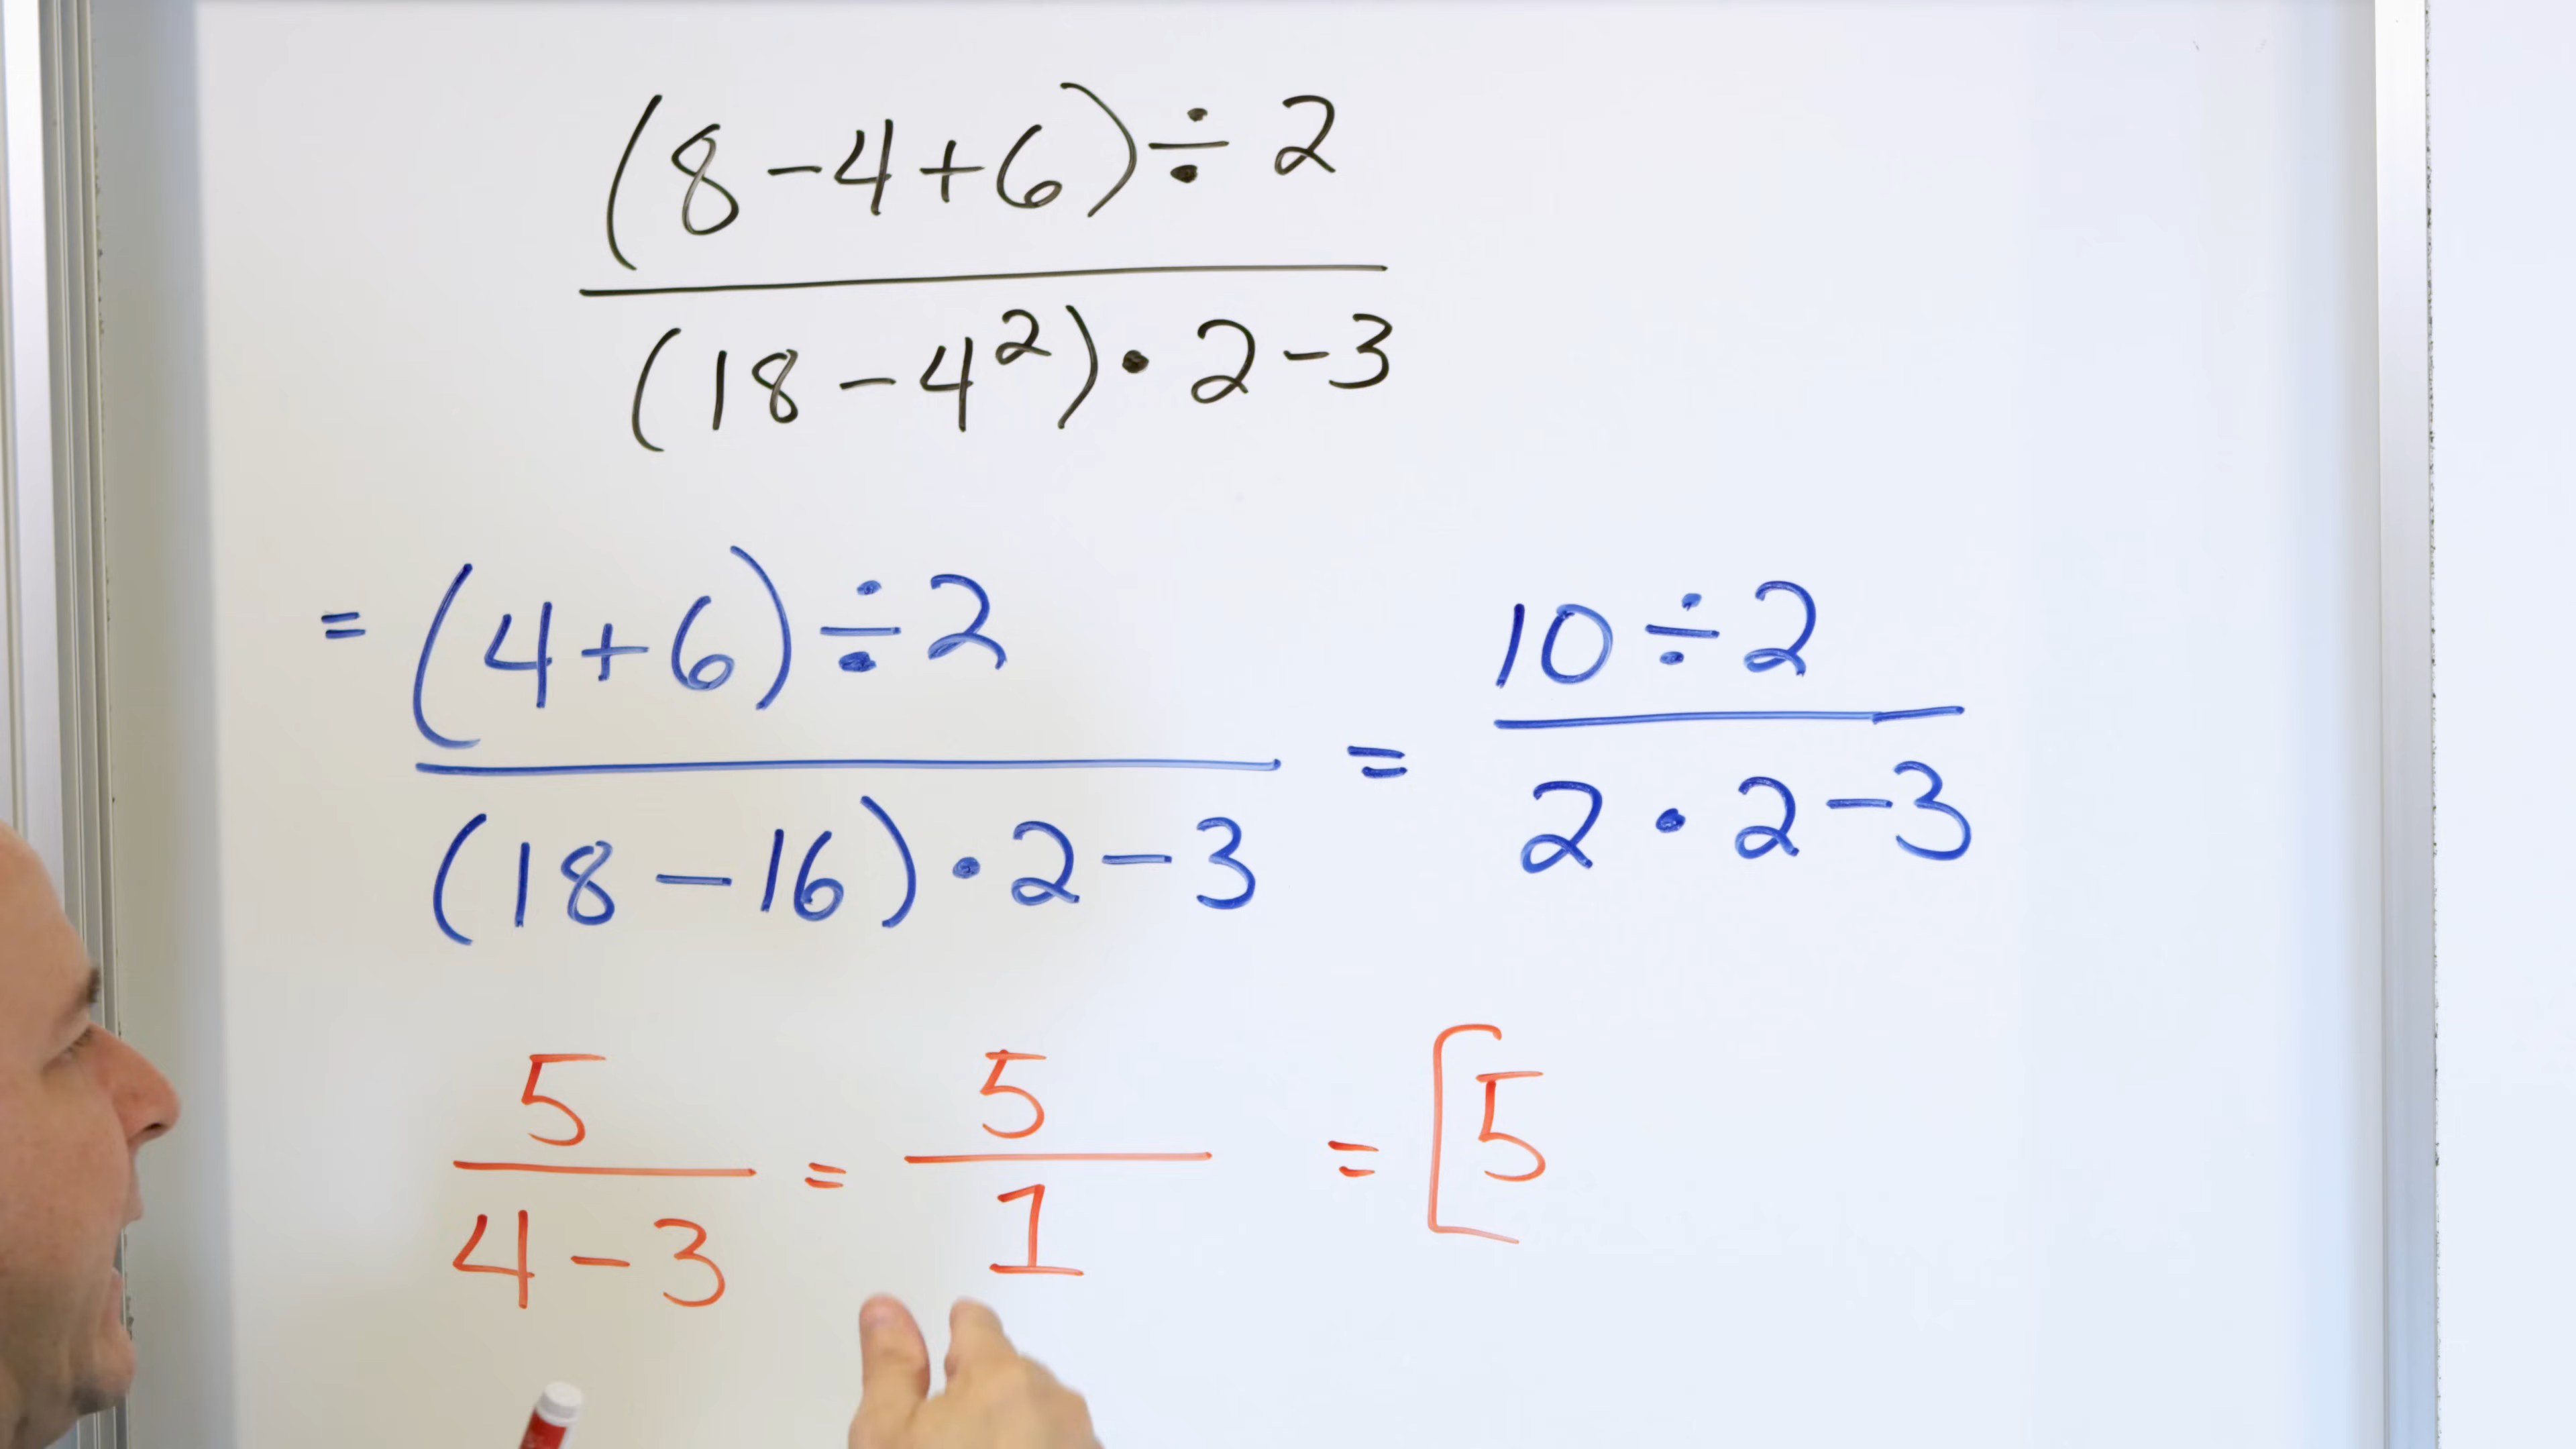 (8-4+6)÷2
(18-4²)•2-3
= (4+6)÷2 = 10÷2
(18-16)•2-3 2•2-3
5 = 5 = [5
4-3 1